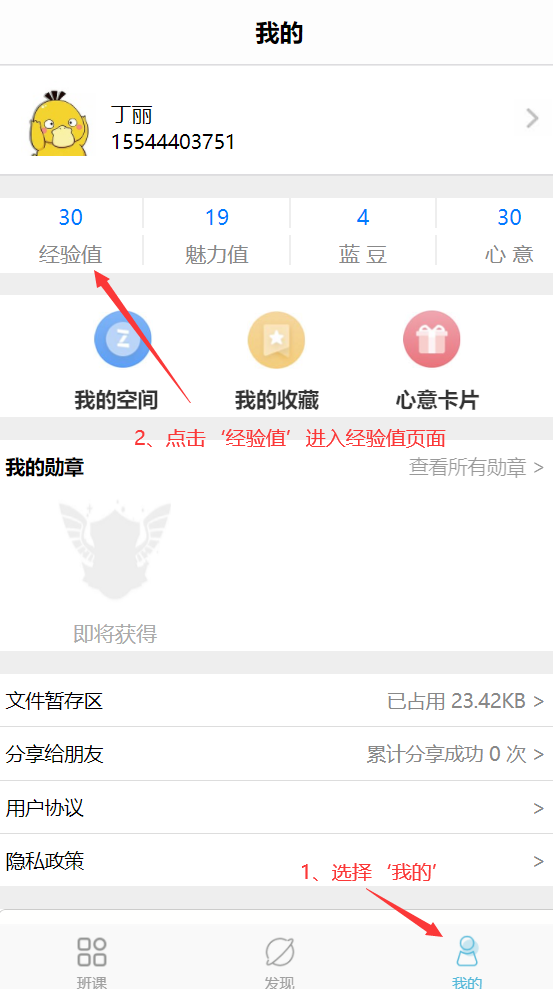 我的
丁丽
15544403751
30 19 4 30
经验值 魅力值 蓝 豆 心 意
Z
我的空间 我的收藏 心意卡片
2、点击‘经验值’进入经验值页面
我的勋章 查看所有勋章 >
即将获得
文件暂存区 已占用 23.42KB >
分享给朋友 累计分享成功 0 次 >
用户协议 >
隐私政策 >
1、选择‘我的’
班课 发现 我的